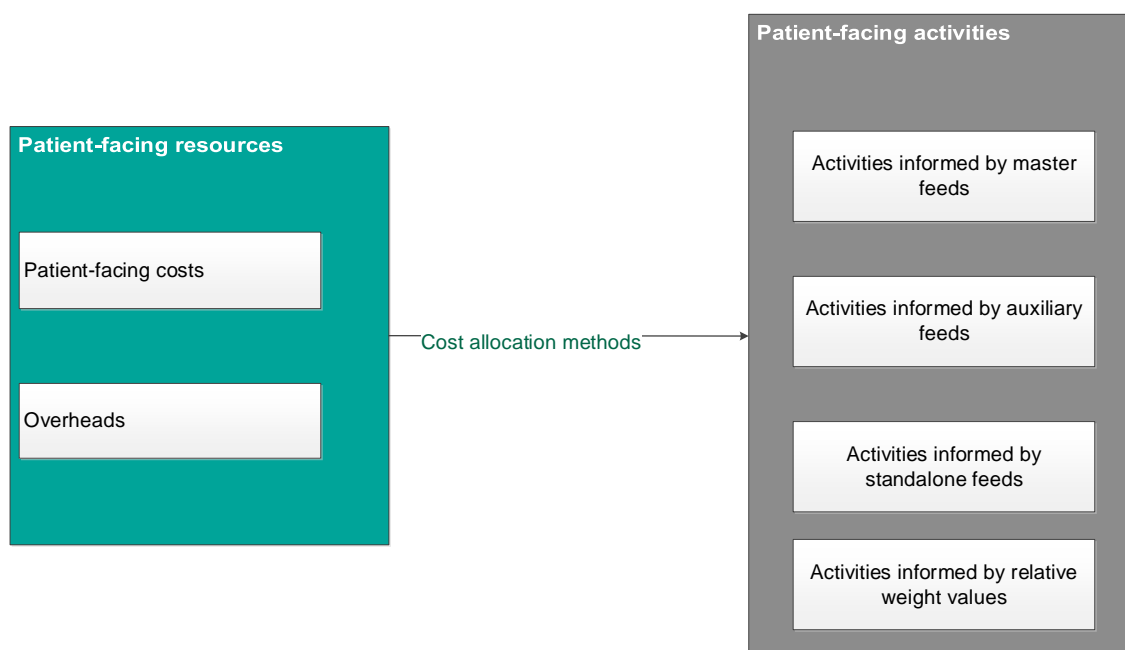 Patient-facing resources
Patient-facing costs
Overheads
Cost allocation methods
Patient-facing activities
Activities informed by master
feeds
Activities informed by auxiliary
feeds
Activities informed by
standalone feeds
Activities informed by relative
weight values